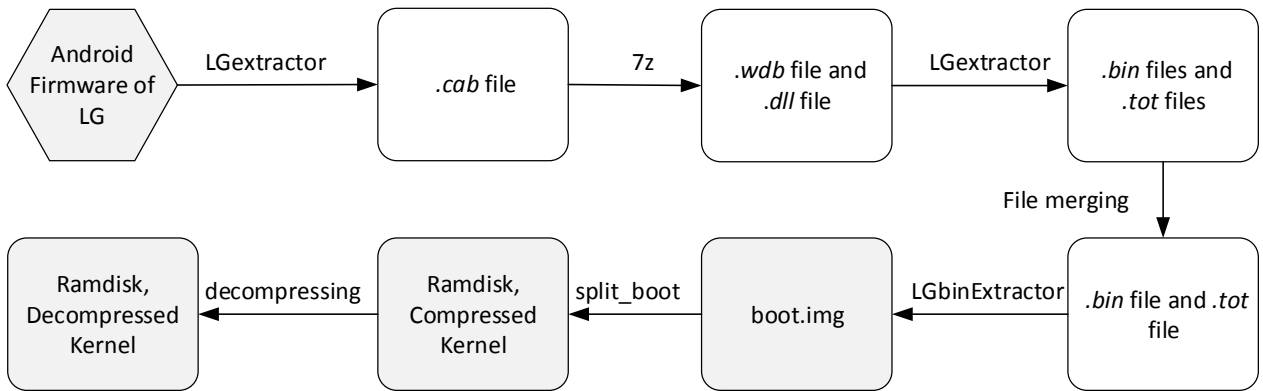 Android
Firmware of
LG
LGextractor
.cab file
7z
.wdb file and
.dll file
LGextractor
.bin files and
.tot files
File merging
.bin file and .tot
file
LGbinExtractor
boot.img
split_boot
Ramdisk,
Compressed
Kernel
decompressing
Ramdisk,
Decompressed
Kernel